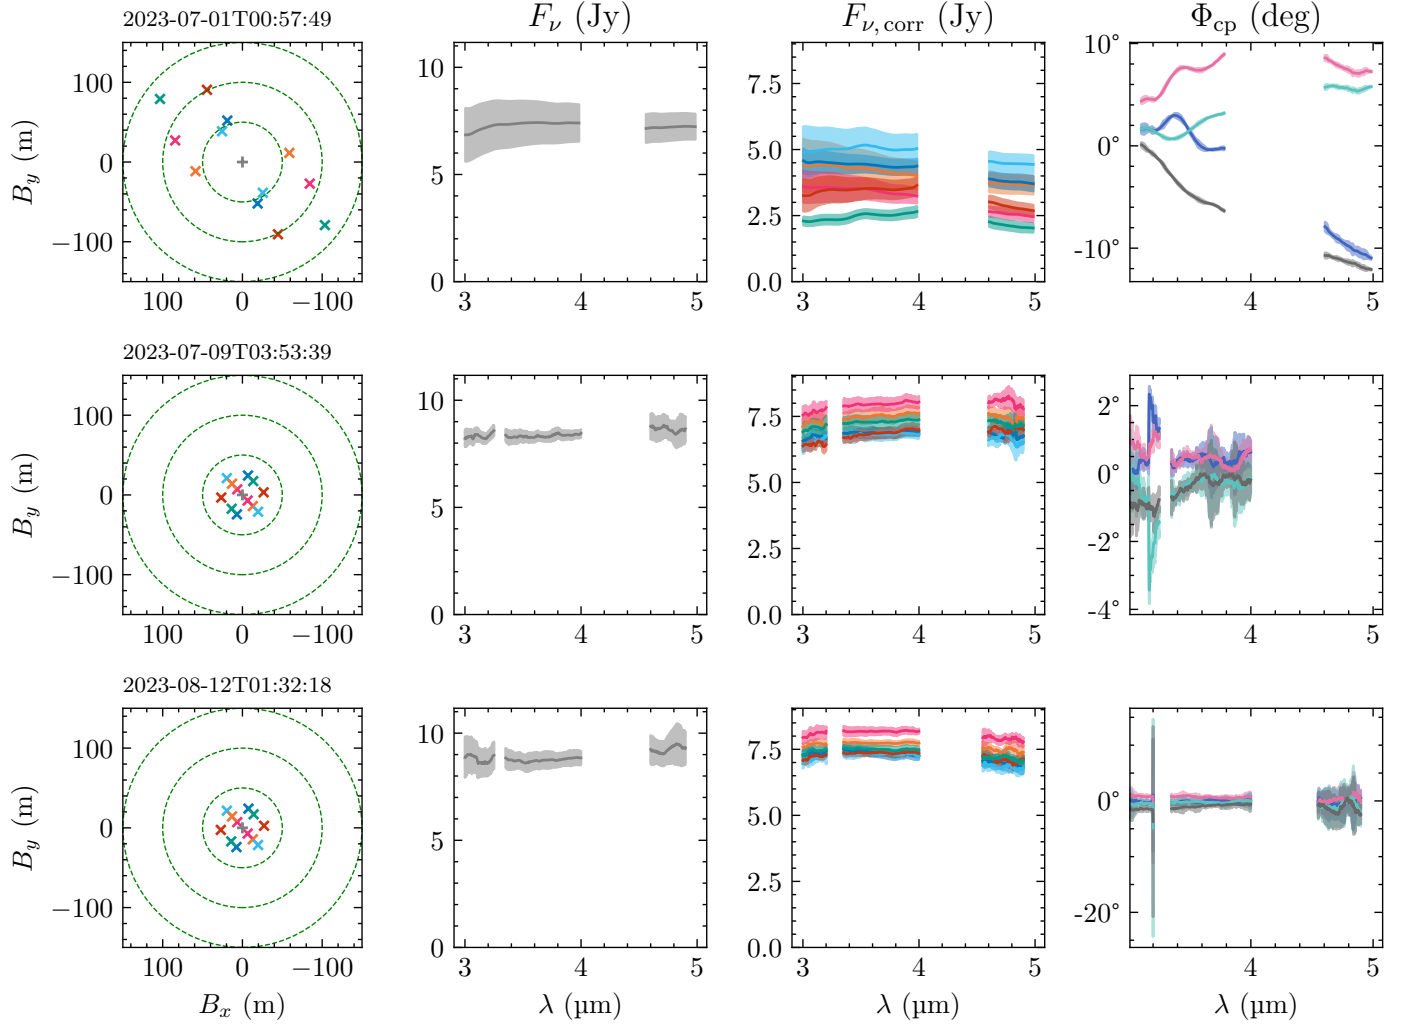 2023-07-01T00:57:49 F_ν (Jy) F_ν, corr (Jy) Φ_cp (deg)
B_y (m) 100 0 −100
100 0 −100
10 5 0
3 4 5
7.5 5.0 2.5 0.0
3 4 5
10° 0° −10°
3 4 5
2023-07-09T03:53:39
B_y (m) 100 0 −100
100 0 −100
10 5 0
3 4 5
7.5 5.0 2.5 0.0
3 4 5
2° 0° -2° -4°
4 5
2023-08-12T01:32:18
B_y (m) 100 0 −100
100 0 −100
10 5 0
3 4 5
7.5 5.0 2.5 0.0
3 4 5
0° -20°
4 5
B_x (m) λ (µm) λ (µm) λ (µm)